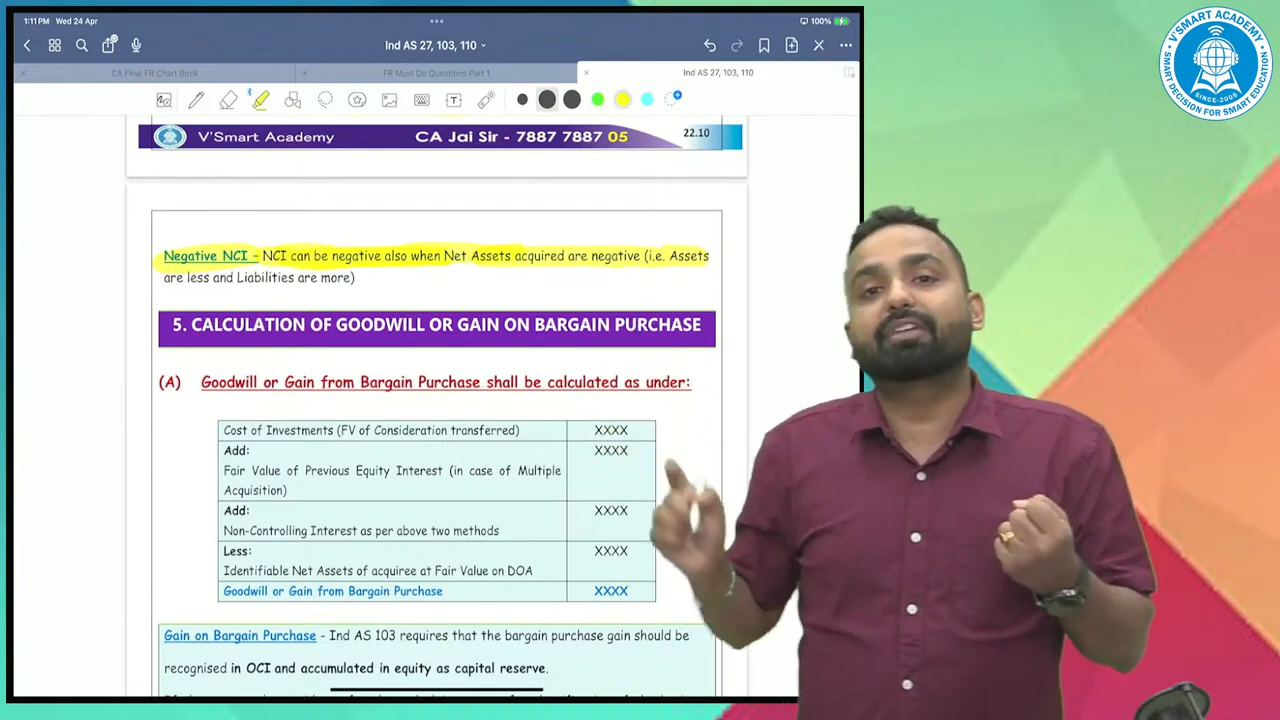 1:11 PM Wed 24 Apr
100%
Ind AS 27, 103, 110
CA Final FR Chart Book
FR Must Do Questions Part 1
Ind AS 27, 103, 110
V'Smart Academy
CA Jai Sir - 7887 7887 05
22.10
Negative NCI - NCI can be negative also when Net Assets acquired are negative (i.e. Assets
are less and Liabilities are more)
5. CALCULATION OF GOODWILL OR GAIN ON BARGAIN PURCHASE
(A) Goodwill or Gain from Bargain Purchase shall be calculated as under:
Cost of Investments (FV of Consideration transferred) XXXX
Add: XXXX
Fair Value of Previous Equity Interest (in case of Multiple
Acquisition)
Add: XXXX
Non-Controlling Interest as per above two methods
Less: XXXX
Identifiable Net Assets of acquiree at Fair Value on DOA
Goodwill or Gain from Bargain Purchase XXXX
Gain on Bargain Purchase - Ind AS 103 requires that the bargain purchase gain should be
recognised in OCI and accumulated in equity as capital reserve.
V'SMART ACADEMY
SINCE-2005
SMART DECISION FOR SMART EDUCATION